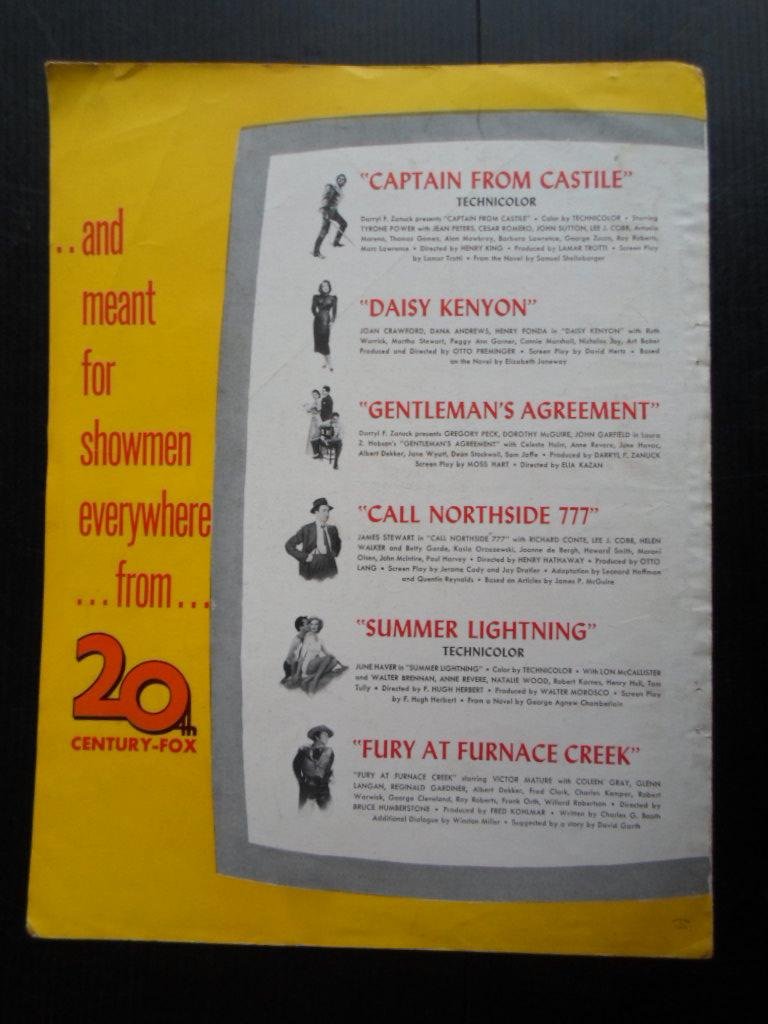 . . and
meant
for
showmen
everywhere
... from ...
20th
CENTURY-FOX
"CAPTAIN FROM CASTILE"
TECHNICOLOR
Darryl F. Zanuck presents "CAPTAIN FROM CASTILE" • Color by TECHNICOLOR • Starring
TYRONE POWER with JEAN PETERS, CESAR ROMERO, JOHN SUTTON, LEE J. COBB, Antonio
Moreno, Thomas Gomez, Alan Mowbray, Barbara Lawrence, George Zucco, Roy Roberts,
Marc Lawrence • Directed by HENRY KING • Produced by LAMAR TROTTI • Screen Play
by Lamar Trotti • From the Novel by Samuel Shellabarger
"DAISY KENYON"
JOAN CRAWFORD, DANA ANDREWS, HENRY FONDA in "DAISY KENYON" with Ruth
Warrick, Martha Stewart, Peggy Ann Garner, Connie Marshall, Nicholas Joy, Art Baker
Produced and Directed by OTTO PREMINGER • Screen Play by David Hertz • Based
on the Novel by Elizabeth Janeway
"GENTLEMAN'S AGREEMENT"
Darryl F. Zanuck presents GREGORY PECK, DOROTHY McGUIRE, JOHN GARFIELD in Laura
Z. Hobson's "GENTLEMAN'S AGREEMENT" with Celeste Holm, Anne Revere, June Havoc,
Albert Dekker, Jane Wyatt, Dean Stockwell, Sam Jaffe • Produced by DARRYL F. ZANUCK
Screen Play by MOSS HART • Directed by ELIA KAZAN
"CALL NORTHSIDE 777"
JAMES STEWART in "CALL NORTHSIDE 777" with RICHARD CONTE, LEE J. COBB, HELEN
WALKER and Betty Garde, Kasia Orzazewski, Joanne de Bergh, Howard Smith, Moroni
Olsen, John McIntire, Paul Harvey • Directed by HENRY HATHAWAY • Produced by OTTO
LANG • Screen Play by Jerome Cady and Jay Dratler • Adaptation by Leonard Hoffman
and Quentin Reynolds • Based on Articles by James P. McGuire
"SUMMER LIGHTNING"
TECHNICOLOR
JUNE HAVER in "SUMMER LIGHTNING" • Color by TECHNICOLOR • With LON McCALLISTER
and WALTER BRENNAN, ANNE REVERE, NATALIE WOOD, Robert Karnes, Henry Hull, Tom
Tully • Directed by F. HUGH HERBERT • Produced by WALTER MOROSCO • Screen Play
by F. Hugh Herbert • From a Novel by George Agnew Chamberlain
"FURY AT FURNACE CREEK"
"FURY AT FURNACE CREEK" starring VICTOR MATURE with COLEEN GRAY, GLENN
LANGAN, REGINALD GARDINER, Albert Dekker, Fred Clark, Charles Kemper, Robert
Warwick, George Cleveland, Roy Roberts, Frank Orth, Willard Robertson • Directed by
BRUCE HUMBERSTONE • Produced by FRED KOHLMAR • Written by Charles G. Booth
Additional Dialogue by Winston Miller • Suggested by a story by David Garth